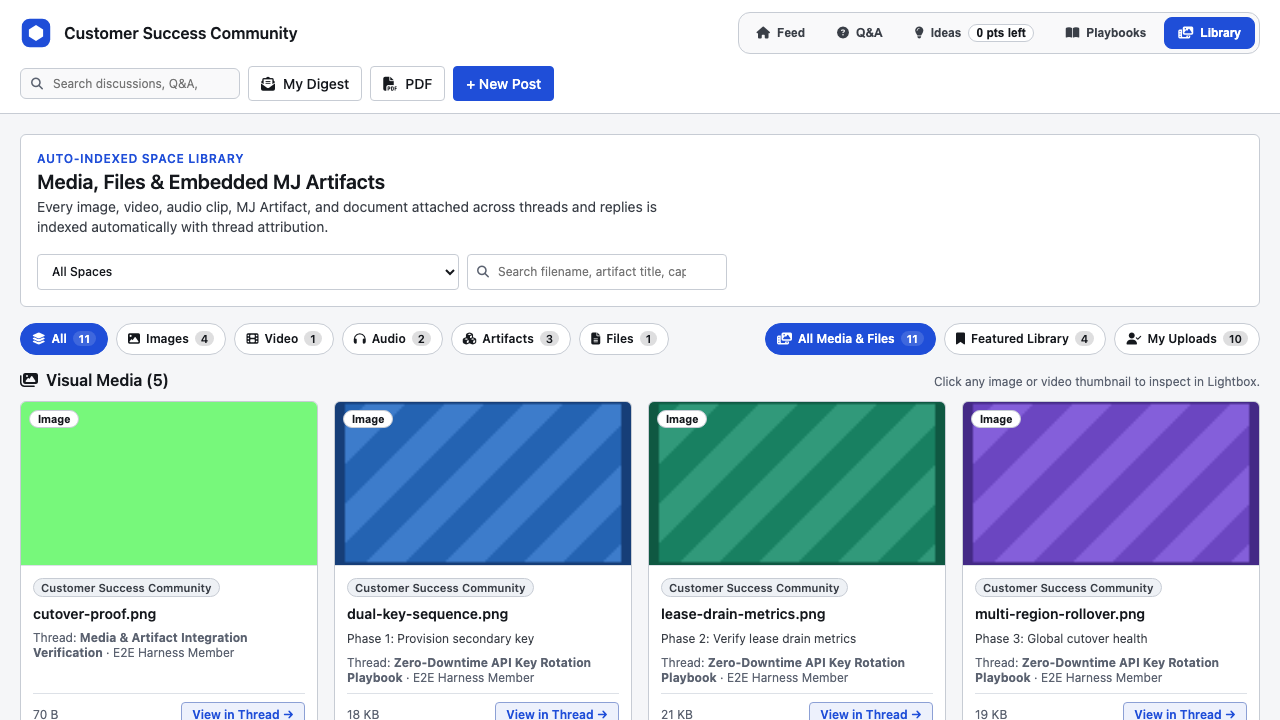 Customer Success Community
Feed
Q&A
Ideas 0 pts left
Playbooks
Library
Search discussions, Q&A,
My Digest
PDF
+ New Post
AUTO-INDEXED SPACE LIBRARY
Media, Files & Embedded MJ Artifacts
Every image, video, audio clip, MJ Artifact, and document attached across threads and replies is
indexed automatically with thread attribution.
All Spaces
Search filename, artifact title, cap
All 11
Images 4
Video 1
Audio 2
Artifacts 3
Files 1
All Media & Files 11
Featured Library 4
My Uploads 10
Visual Media (5)
Click any image or video thumbnail to inspect in Lightbox.
Image
Customer Success Community
cutover-proof.png
Thread: Media & Artifact Integration
Verification · E2E Harness Member
70 B
View in Thread →
Image
Customer Success Community
dual-key-sequence.png
Phase 1: Provision secondary key
Thread: Zero-Downtime API Key Rotation
Playbook · E2E Harness Member
18 KB
View in Thread →
Image
Customer Success Community
lease-drain-metrics.png
Phase 2: Verify lease drain metrics
Thread: Zero-Downtime API Key Rotation
Playbook · E2E Harness Member
21 KB
View in Thread →
Image
Customer Success Community
multi-region-rollover.png
Phase 3: Global cutover health
Thread: Zero-Downtime API Key Rotation
Playbook · E2E Harness Member
19 KB
View in Thread →